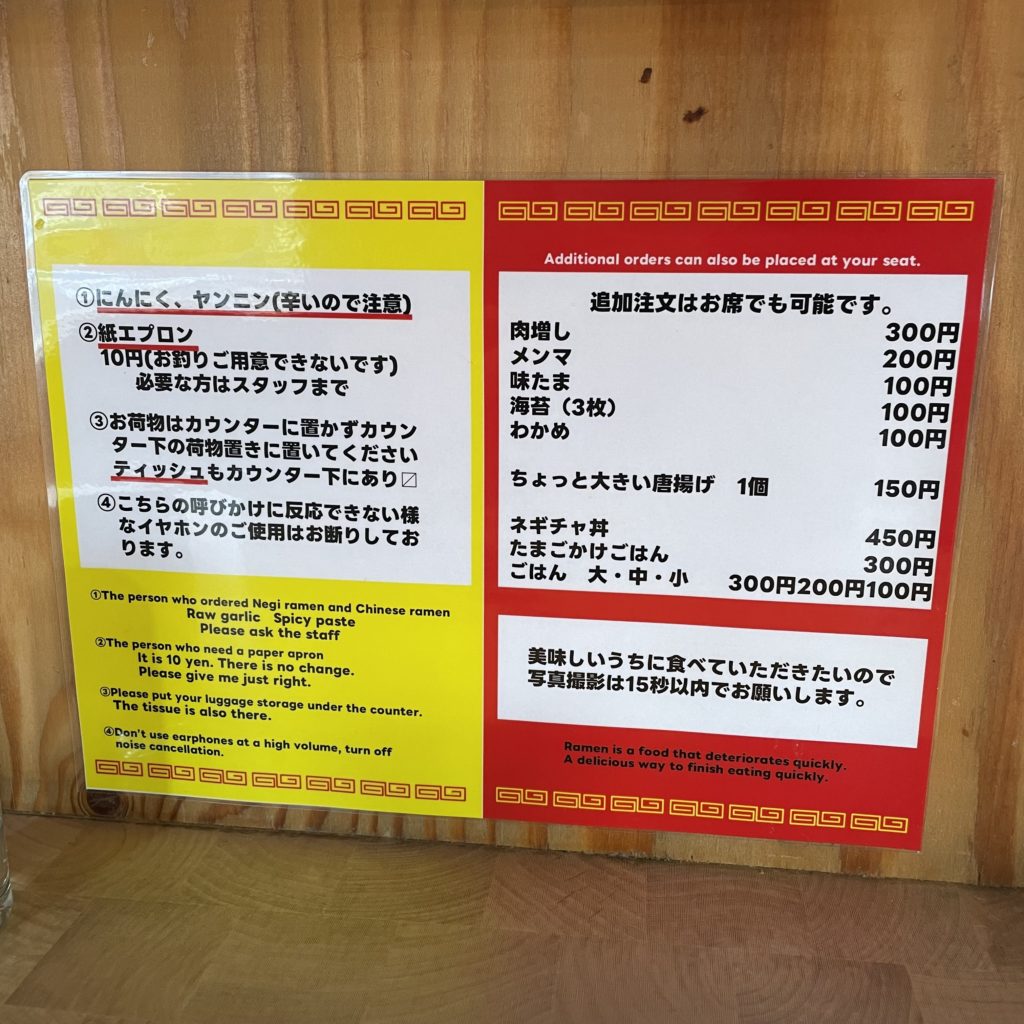 ①にんにく、ヤンニン(辛いので注意)
②紙エプロン
10円(お釣りご用意できないです)
必要な方はスタッフまで
③お荷物はカウンターに置かずカウン
ター下の荷物置きに置いてください
ティッシュもカウンター下にあり〼
④こちらの呼びかけに反応できない様
なイヤホンのご使用はお断りしてお
ります。
①The person who ordered Negi ramen and Chinese ramen
Raw garlic Spicy paste
Please ask the staff
②The person who need a paper apron
It is 10 yen. There is no change.
Please give me just right.
③Please put your luggage storage under the counter.
The tissue is also there.
④Don't use earphones at a high volume, turn off
noise cancellation.
Additional orders can also be placed at your seat.
追加注文はお席でも可能です。
肉増し 300円
メンマ 200円
味たま 100円
海苔（3枚） 100円
わかめ 100円
ちょっと大きい唐揚げ 1個 150円
ネギチャ丼 450円
たまごかけごはん 300円
ごはん 大・中・小 300円200円100円
美味しいうちに食べていただきたいので
写真撮影は15秒以内でお願いします。
Ramen is a food that deteriorates quickly.
A delicious way to finish eating quickly.